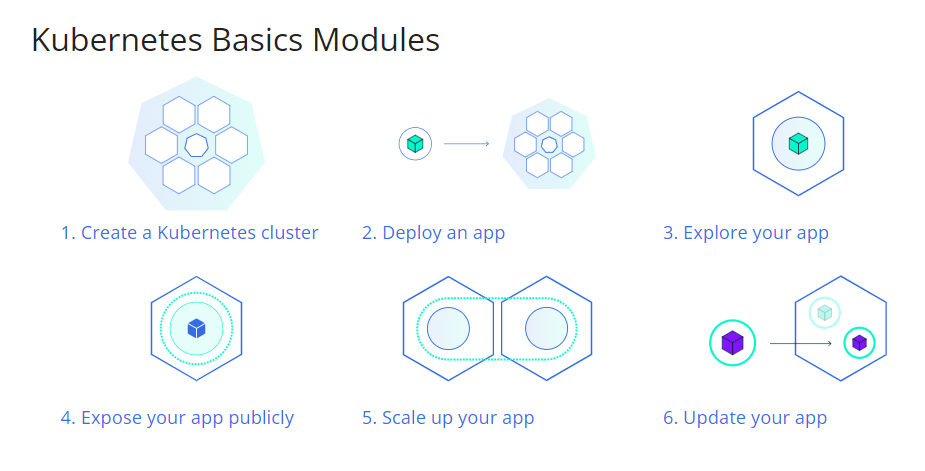 Kubernetes Basics Modules
1. Create a Kubernetes cluster
2. Deploy an app
3. Explore your app
4. Expose your app publicly
5. Scale up your app
6. Update your app